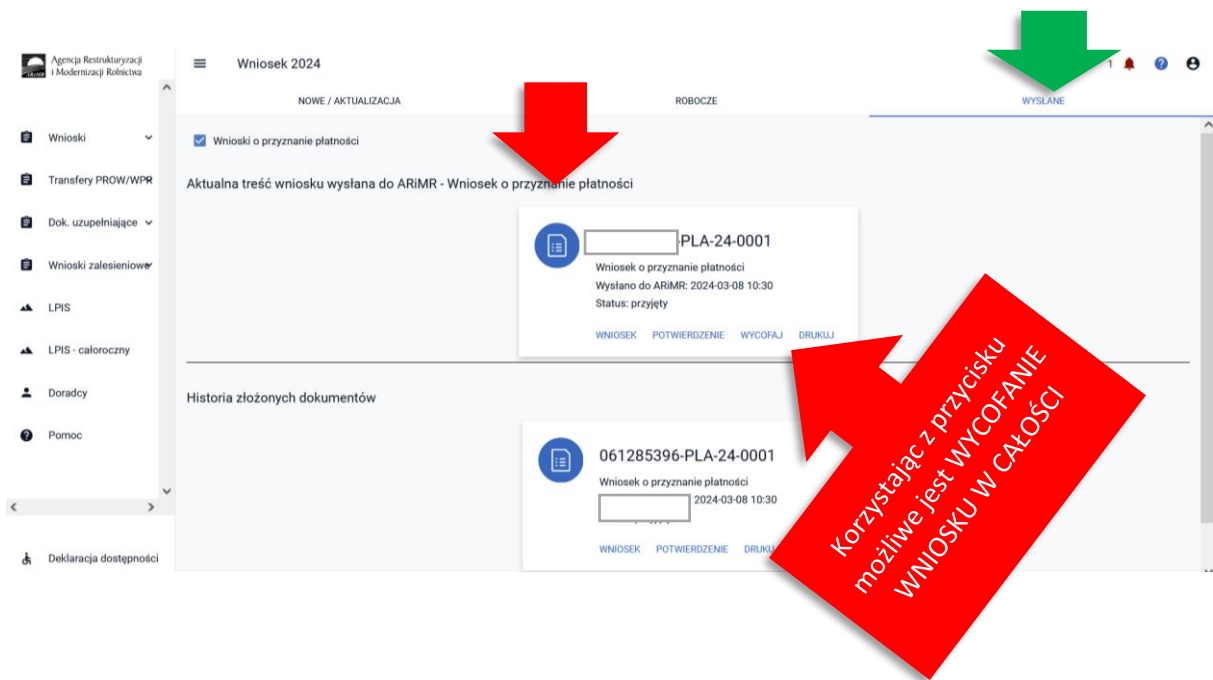 Agencja Restrukturyzacji
i Modernizacji Rolnictwa
Wniosek 2024
1
NOWE / AKTUALIZACJA
ROBOCZE
WYSŁANE
Wnioski
Transfery PROW/WPR
Dok. uzupełniające
Wnioski zalesieniowe
LPIS
LPIS - całoroczny
Doradcy
Pomoc
Deklaracja dostępności
Wnioski o przyznanie płatności
Aktualna treść wniosku wysłana do ARiMR - Wniosek o przyznanie płatności
-PLA-24-0001
Wniosek o przyznanie płatności
Wysłano do ARiMR: 2024-03-08 10:30
Status: przyjęty
WNIOSEK POTWIERDZENIE WYCOFAJ DRUKUJ
Historia złożonych dokumentów
061285396-PLA-24-0001
Wniosek o przyznanie płatności
2024-03-08 10:30
WNIOSEK POTWIERDZENIE
Korzystając z przycisku
możliwe jest WYCOFANIE
WNIOSKU W CAŁOŚCI